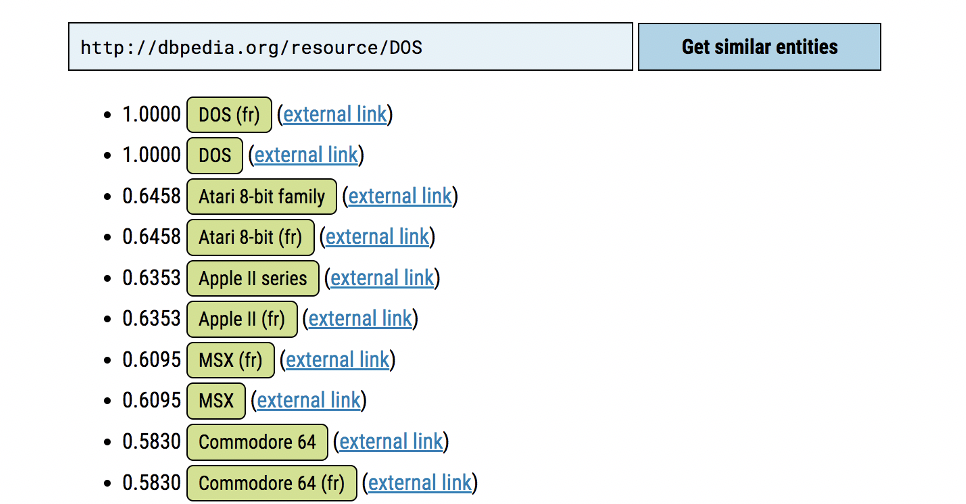 http://dbpedia.org/resource/DOS Get similar entities
• 1.0000 DOS (fr) (external link)
• 1.0000 DOS (external link)
• 0.6458 Atari 8-bit family (external link)
• 0.6458 Atari 8-bit (fr) (external link)
• 0.6353 Apple II series (external link)
• 0.6353 Apple II (fr) (external link)
• 0.6095 MSX (fr) (external link)
• 0.6095 MSX (external link)
• 0.5830 Commodore 64 (external link)
• 0.5830 Commodore 64 (fr) (external link)